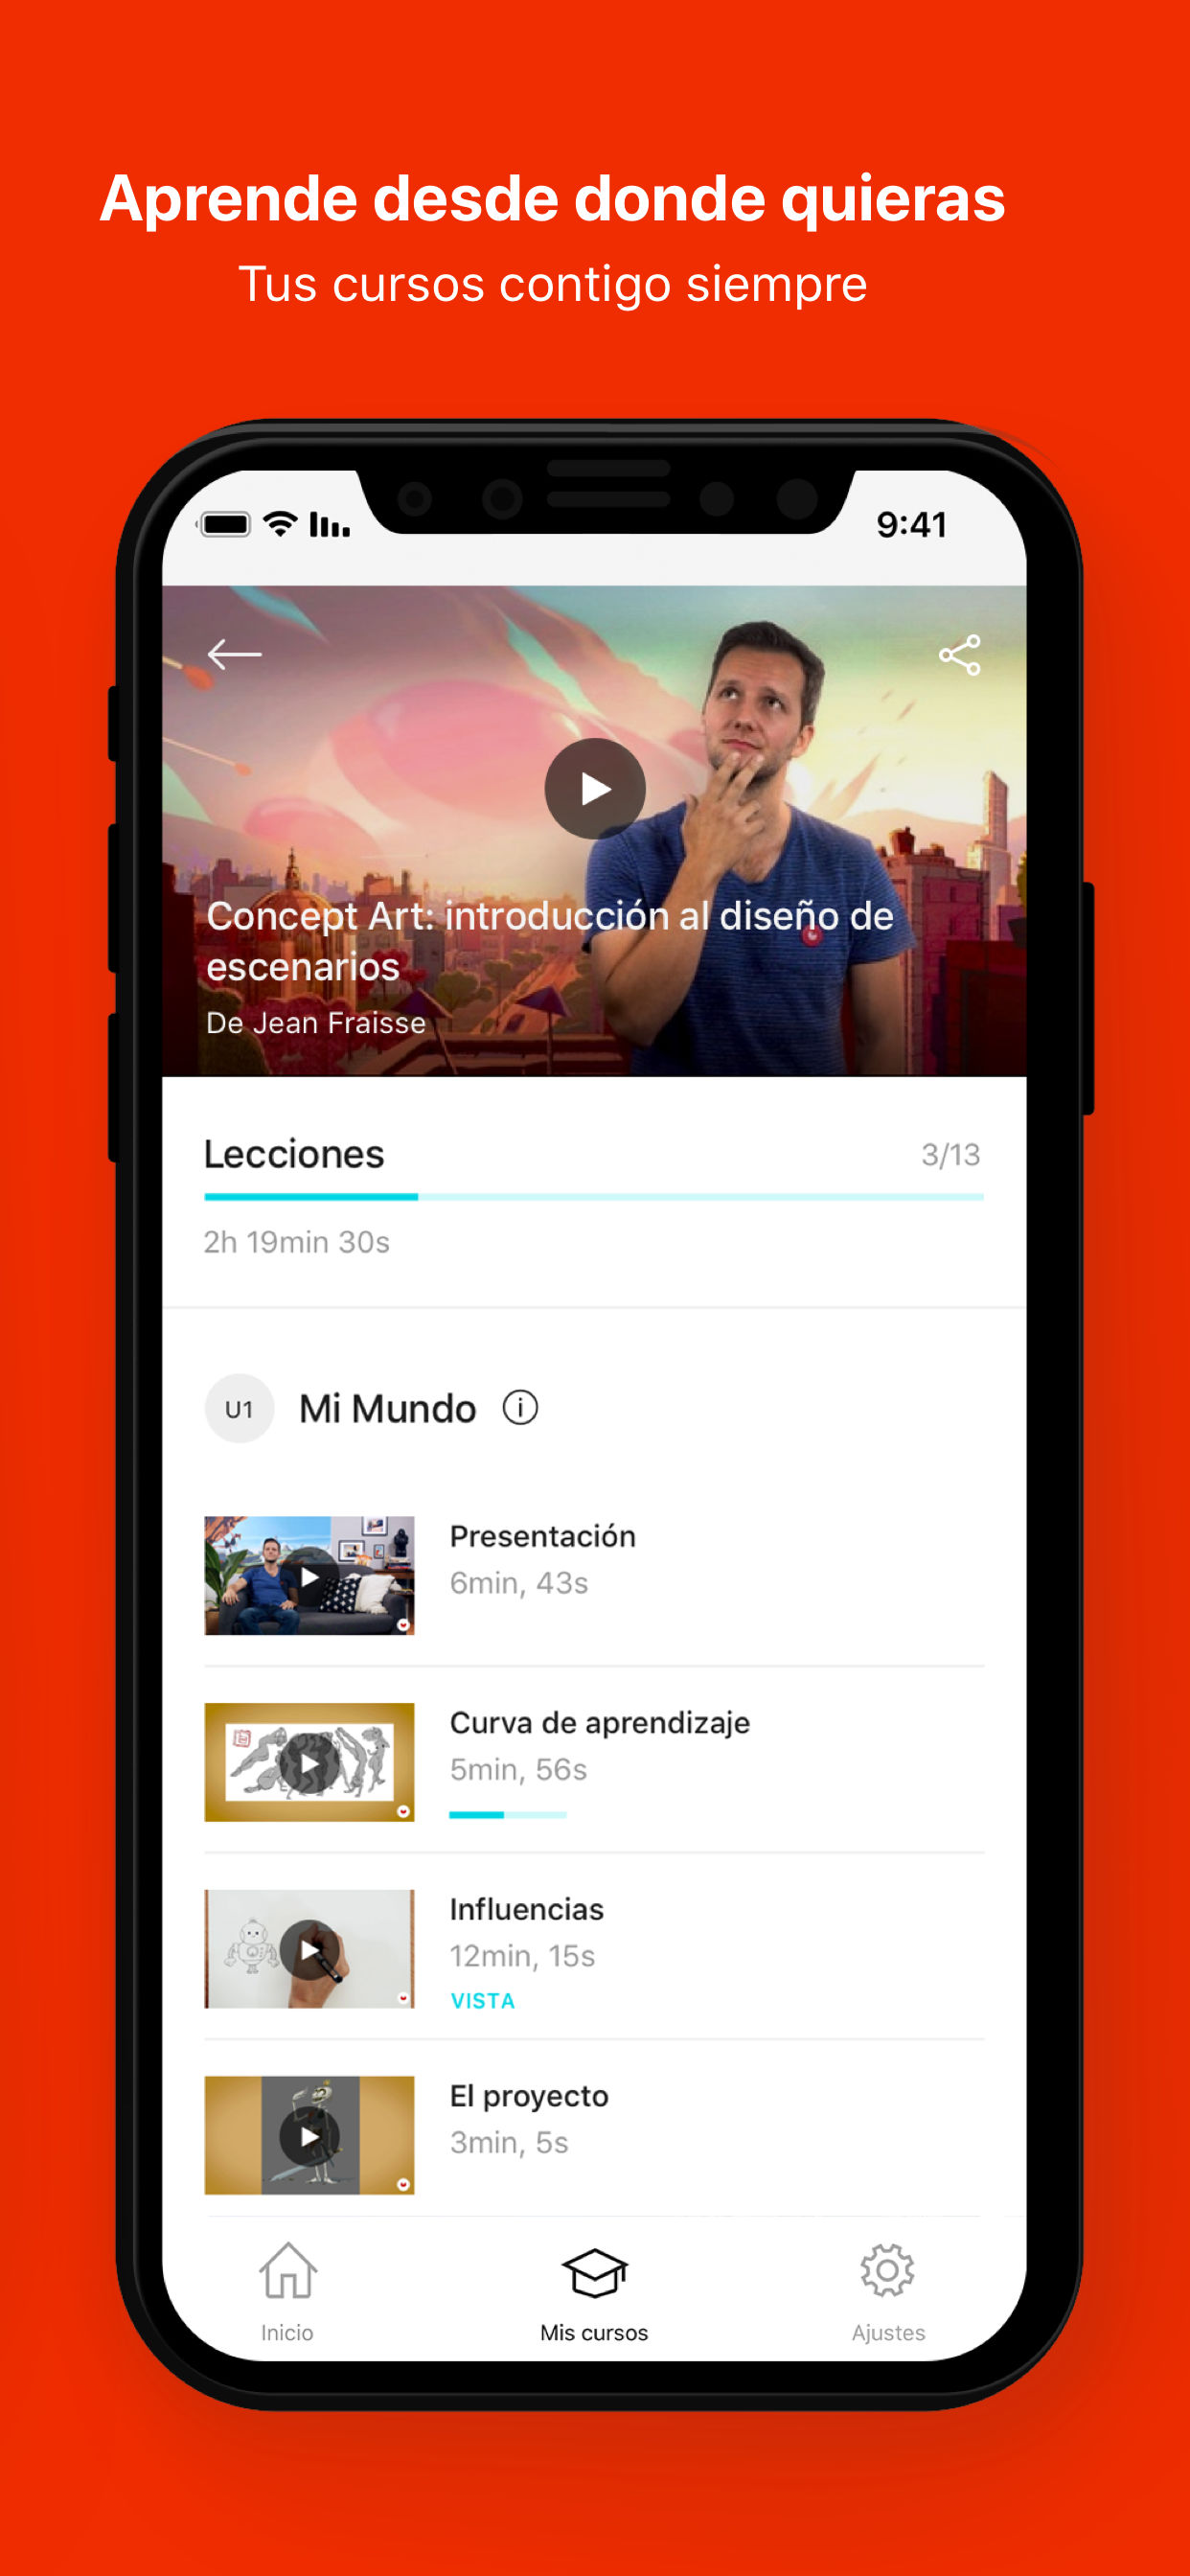 Aprende desde donde quieras
Tus cursos contigo siempre
9:41
Concept Art: introducción al diseño de
escenarios
De Jean Fraisse
Lecciones
3/13
2h 19min 30s
U1
Mi Mundo
Presentación
6min, 43s
Curva de aprendizaje
5min, 56s
Influencias
12min, 15s
VISTA
El proyecto
3min, 5s
Inicio
Mis cursos
Ajustes